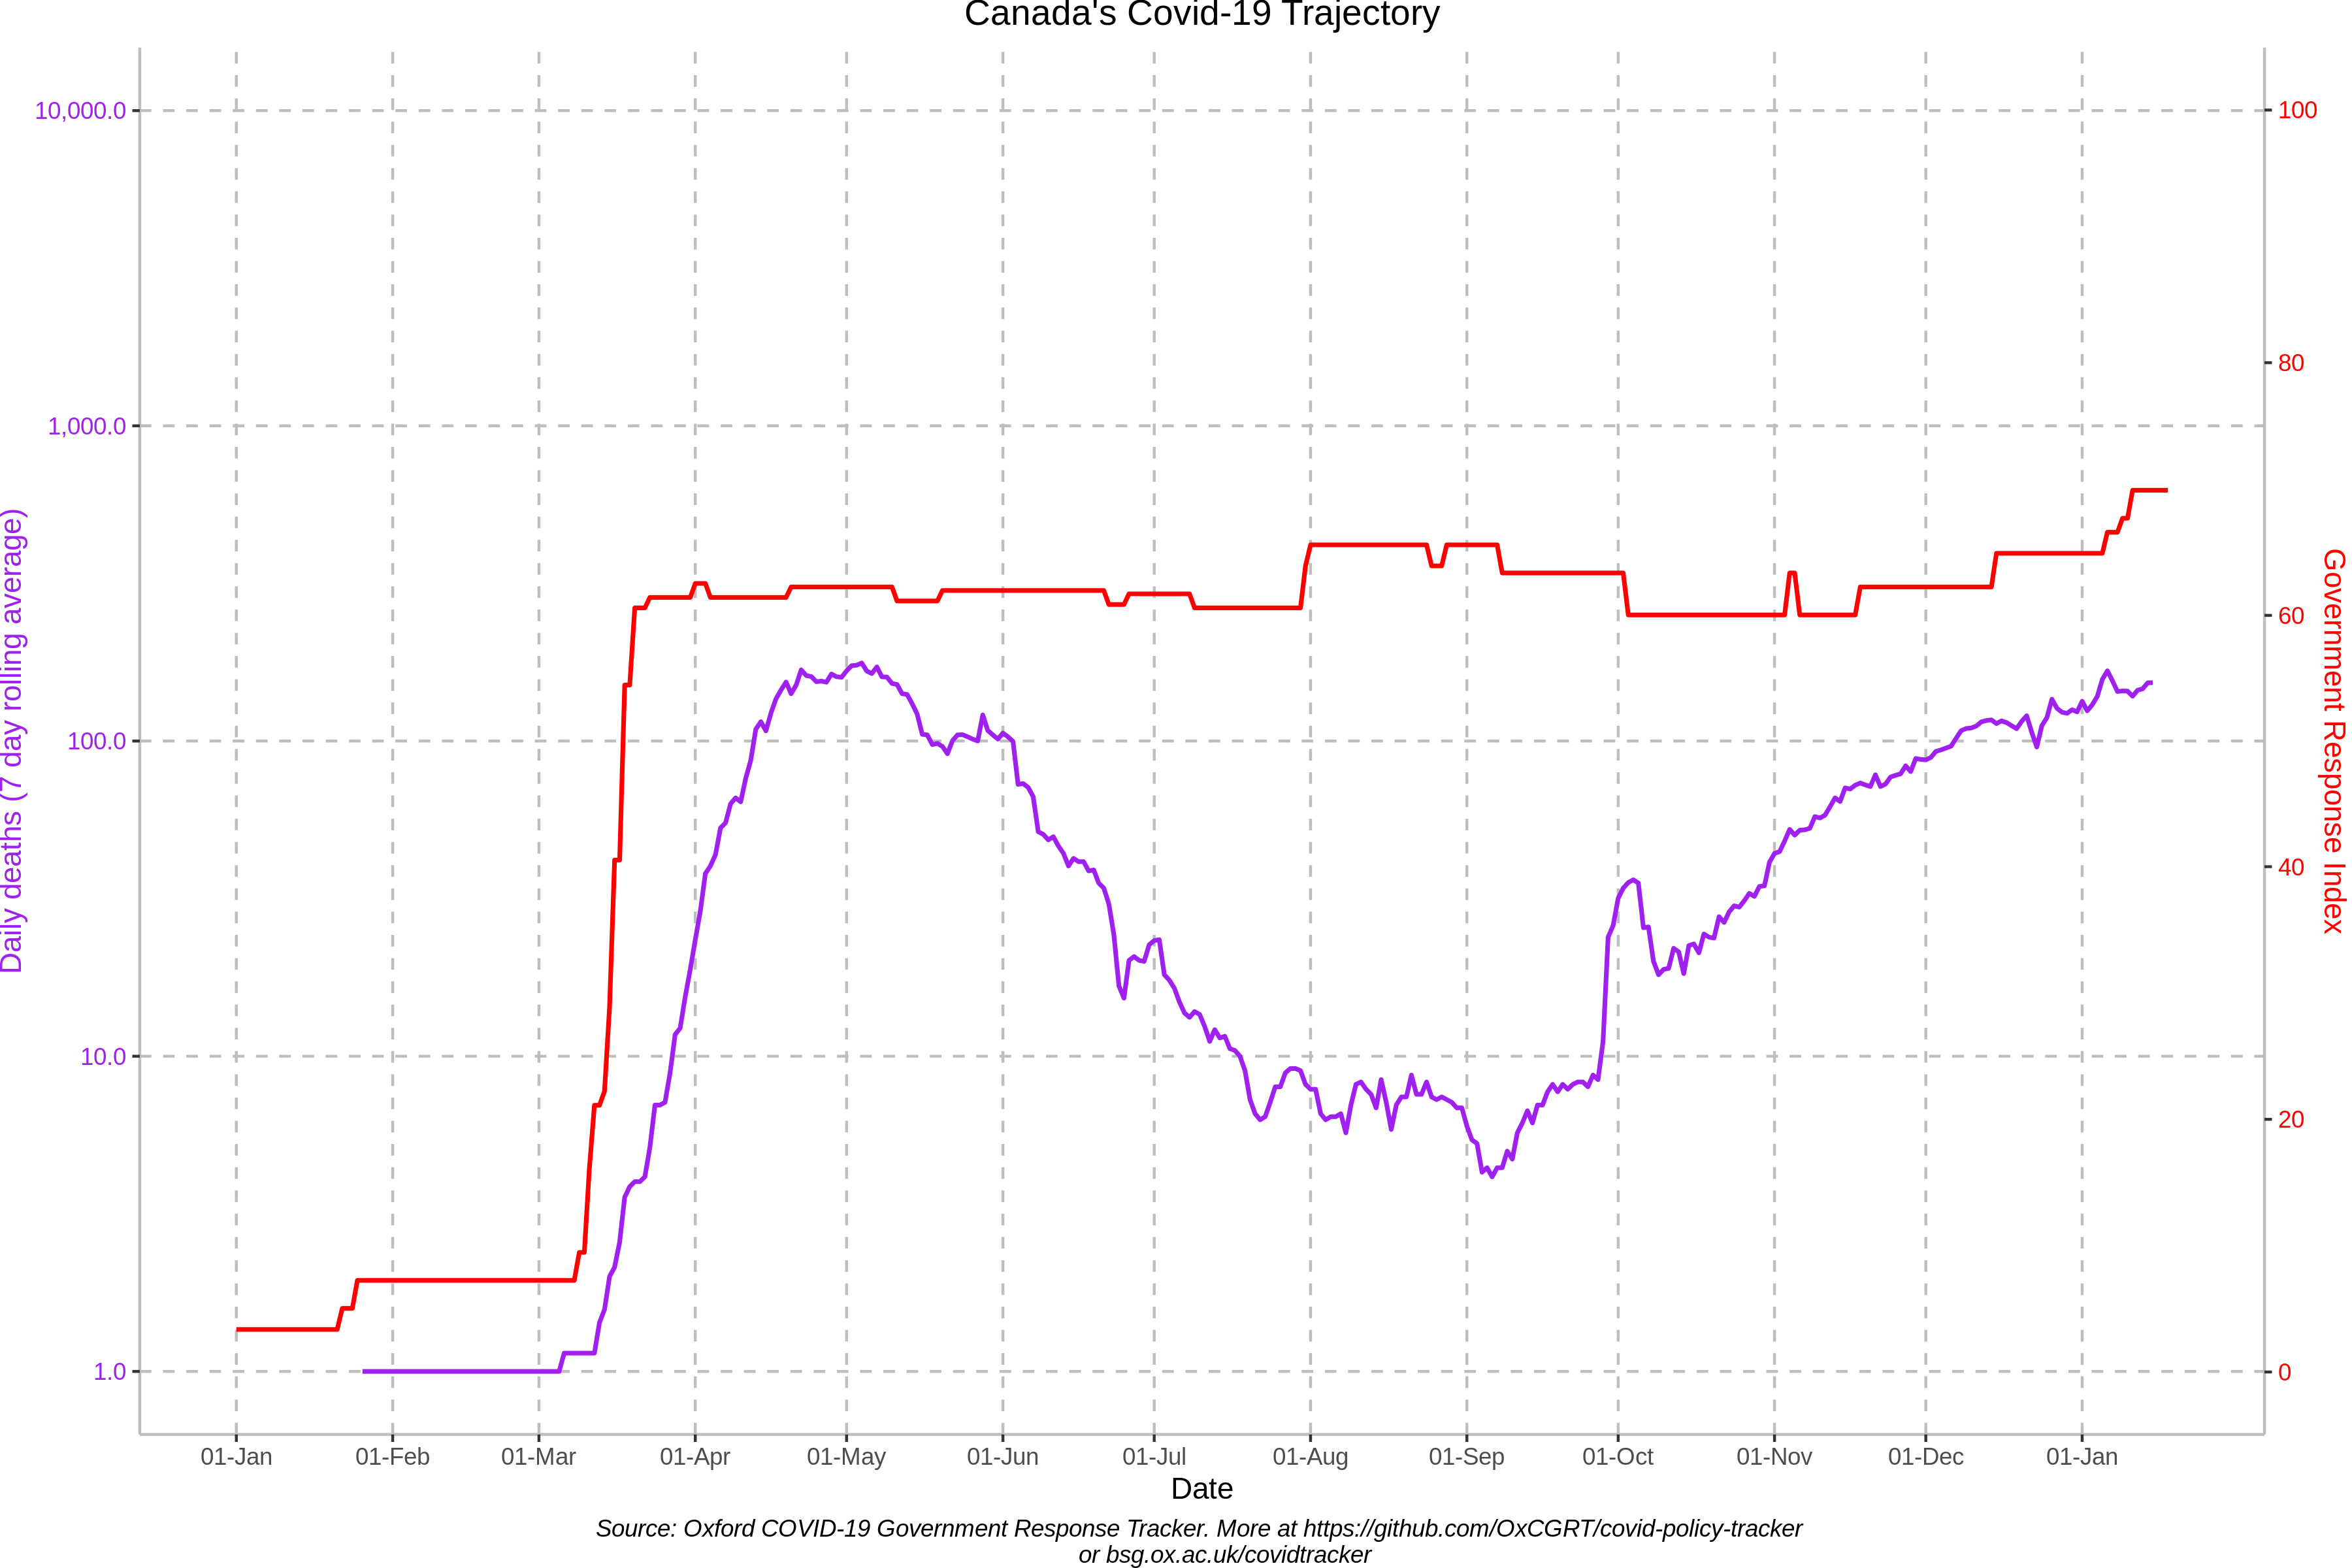 Canada's Covid-19 Trajectory
10,000.0
1,000.0
100.0
10.0
1.0
Daily deaths (7 day rolling average)
100
80
60
40
20
0
Government Response Index
01-Jan
01-Feb
01-Mar
01-Apr
01-May
01-Jun
01-Jul
01-Aug
01-Sep
01-Oct
01-Nov
01-Dec
01-Jan
Date
Source: Oxford COVID-19 Government Response Tracker. More at https://github.com/OxCGRT/covid-policy-tracker
or bsg.ox.ac.uk/covidtracker